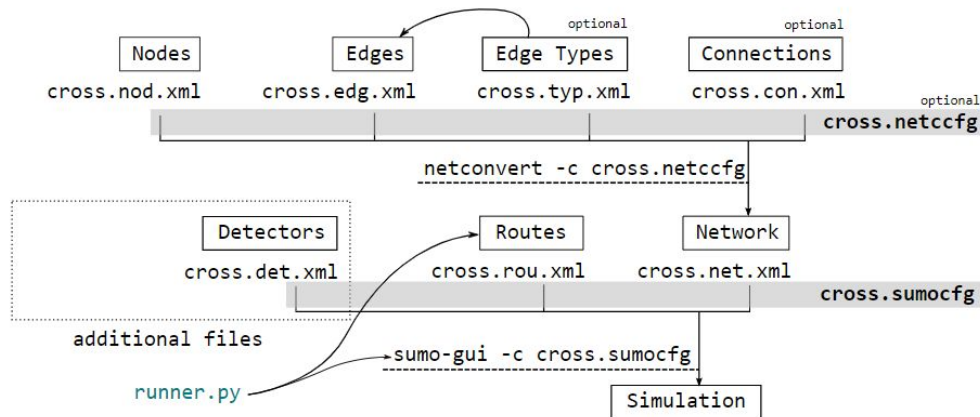 optional
optional
Nodes
Edges
Edge Types
Connections
cross.nod.xml
cross.edg.xml
cross.typ.xml
cross.con.xml
optional
cross.netccfg
netconvert -c cross.netccfg
Detectors
Routes
Network
cross.det.xml
cross.rou.xml
cross.net.xml
cross.sumocfg
additional files
sumo-gui -c cross.sumocfg
runner.py
Simulation